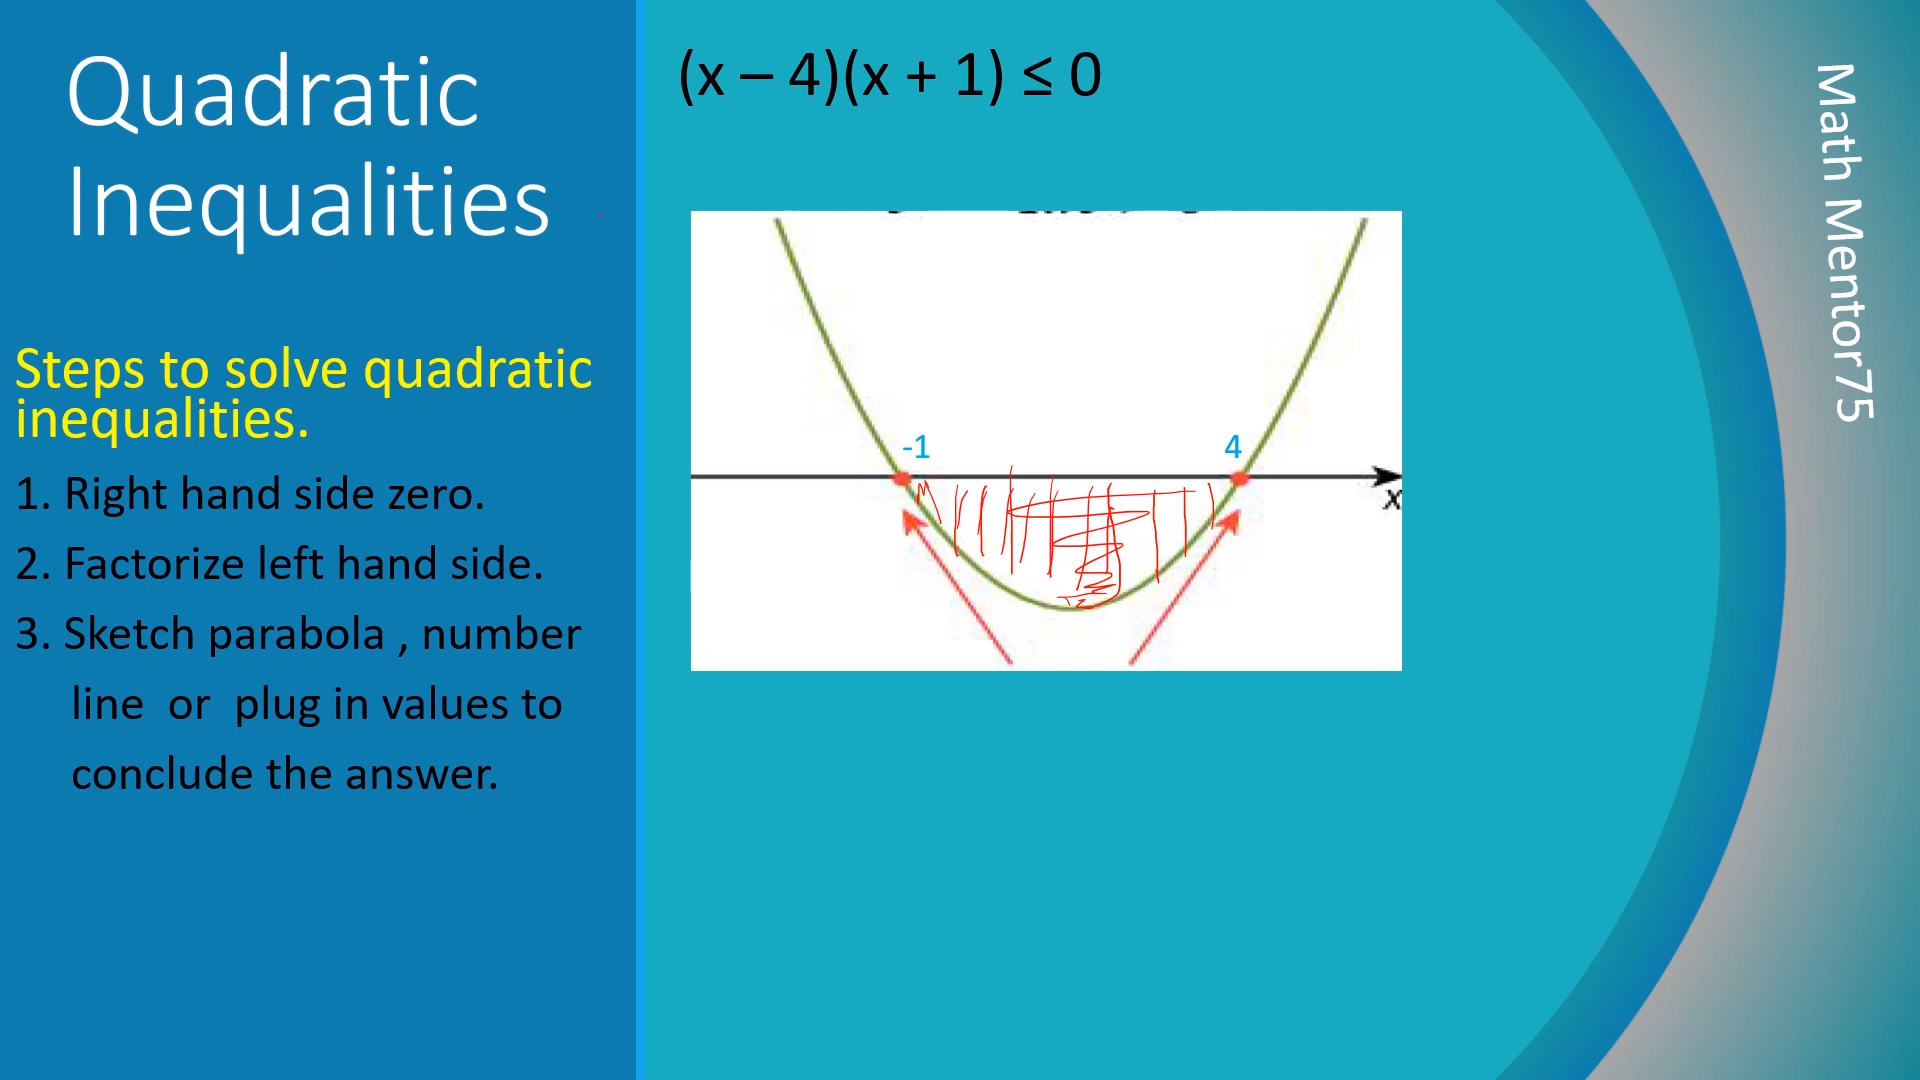 Quadratic
Inequalities
Steps to solve quadratic
inequalities.
1. Right hand side zero.
2. Factorize left hand side.
3. Sketch parabola , number
line or plug in values to
conclude the answer.
(x – 4)(x + 1) ≤ 0
-1
4
x
Math Mentor75